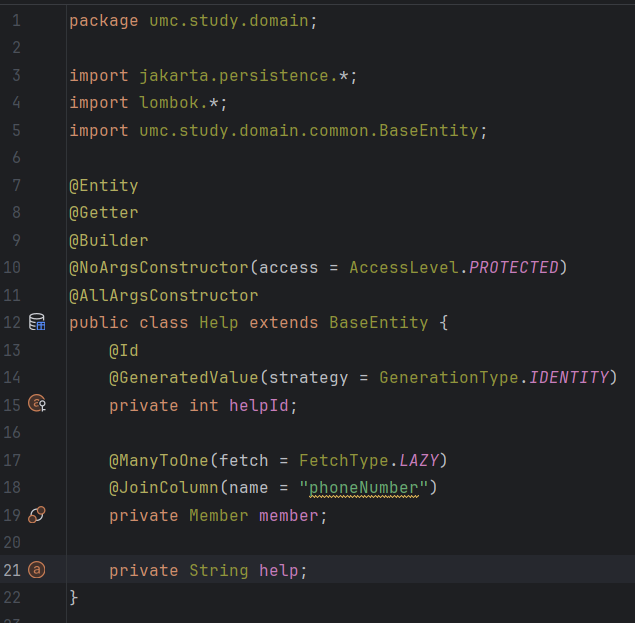 1 package umc.study.domain;
2
3 import jakarta.persistence.*;
4 import lombok.*;
5 import umc.study.domain.common.BaseEntity;
6
7 @Entity
8 @Getter
9 @Builder
10 @NoArgsConstructor(access = AccessLevel.PROTECTED)
11 @AllArgsConstructor
12 public class Help extends BaseEntity {
13     @Id
14     @GeneratedValue(strategy = GenerationType.IDENTITY)
15     private int helpId;
16
17     @ManyToOne(fetch = FetchType.LAZY)
18     @JoinColumn(name = "phoneNumber")
19     private Member member;
20
21     private String help;
22 }